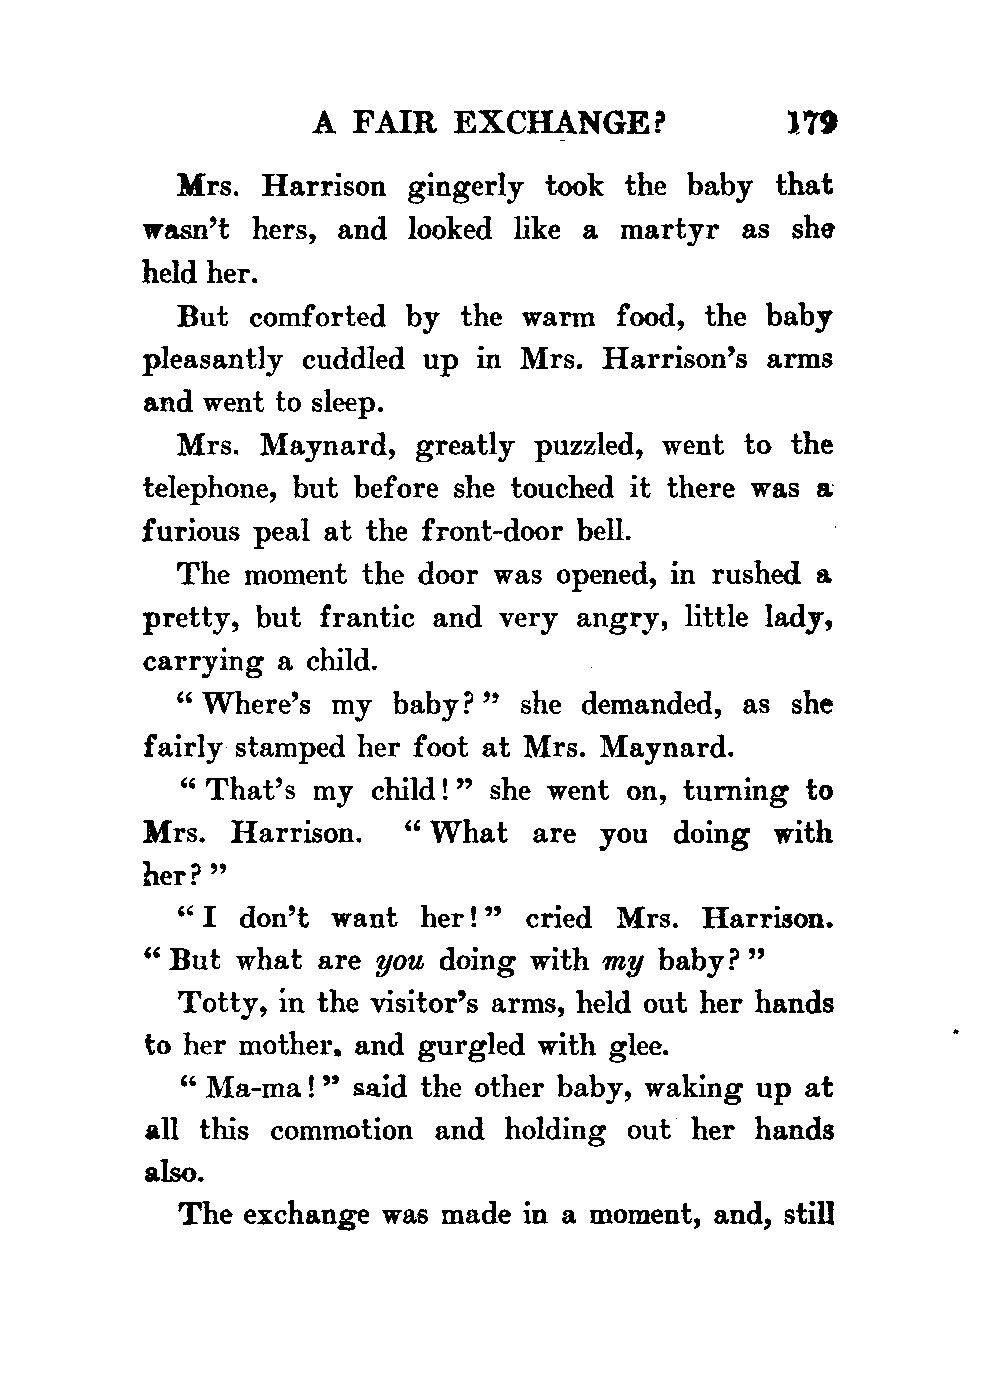 A FAIR EXCHANGE? 179
Mrs. Harrison gingerly took the baby that
wasn't hers, and looked like a martyr as she
held her.
But comforted by the warm food, the baby
pleasantly cuddled up in Mrs. Harrison's arms
and went to sleep.
Mrs. Maynard, greatly puzzled, went to the
telephone, but before she touched it there was a
furious peal at the front-door bell.
The moment the door was opened, in rushed a
pretty, but frantic and very angry, little lady,
carrying a child.
" Where's my baby? " she demanded, as she
fairly stamped her foot at Mrs. Maynard.
" That's my child! " she went on, turning to
Mrs. Harrison. " What are you doing with
her? "
" I don't want her! " cried Mrs. Harrison.
" But what are you doing with my baby? "
Totty, in the visitor's arms, held out her hands
to her mother, and gurgled with glee.
" Ma-ma! " said the other baby, waking up at
all this commotion and holding out her hands
also.
The exchange was made in a moment, and, still